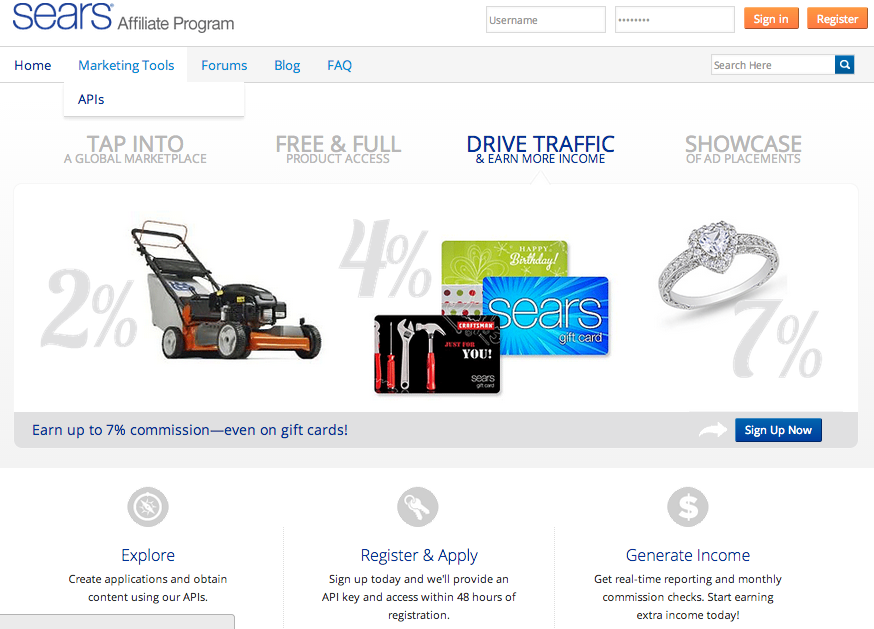 sears Affiliate Program
Username
••••••••
Sign in
Register
Home
Marketing Tools
Forums
Blog
FAQ
Search Here
APIs
TAP INTO
A GLOBAL MARKETPLACE
FREE & FULL
PRODUCT ACCESS
DRIVE TRAFFIC
& EARN MORE INCOME
SHOWCASE
OF AD PLACEMENTS
2%
4%
HAPPY
Birthday!
sears
gift card
CRAFTSMAN
JUST FOR
YOU!
sears
gift card
7%
Earn up to 7% commission—even on gift cards!
Sign Up Now
$
Explore
Create applications and obtain
content using our APIs.
Register & Apply
Sign up today and we'll provide an
API key and access within 48 hours of
registration.
Generate Income
Get real-time reporting and monthly
commission checks. Start earning
extra income today!